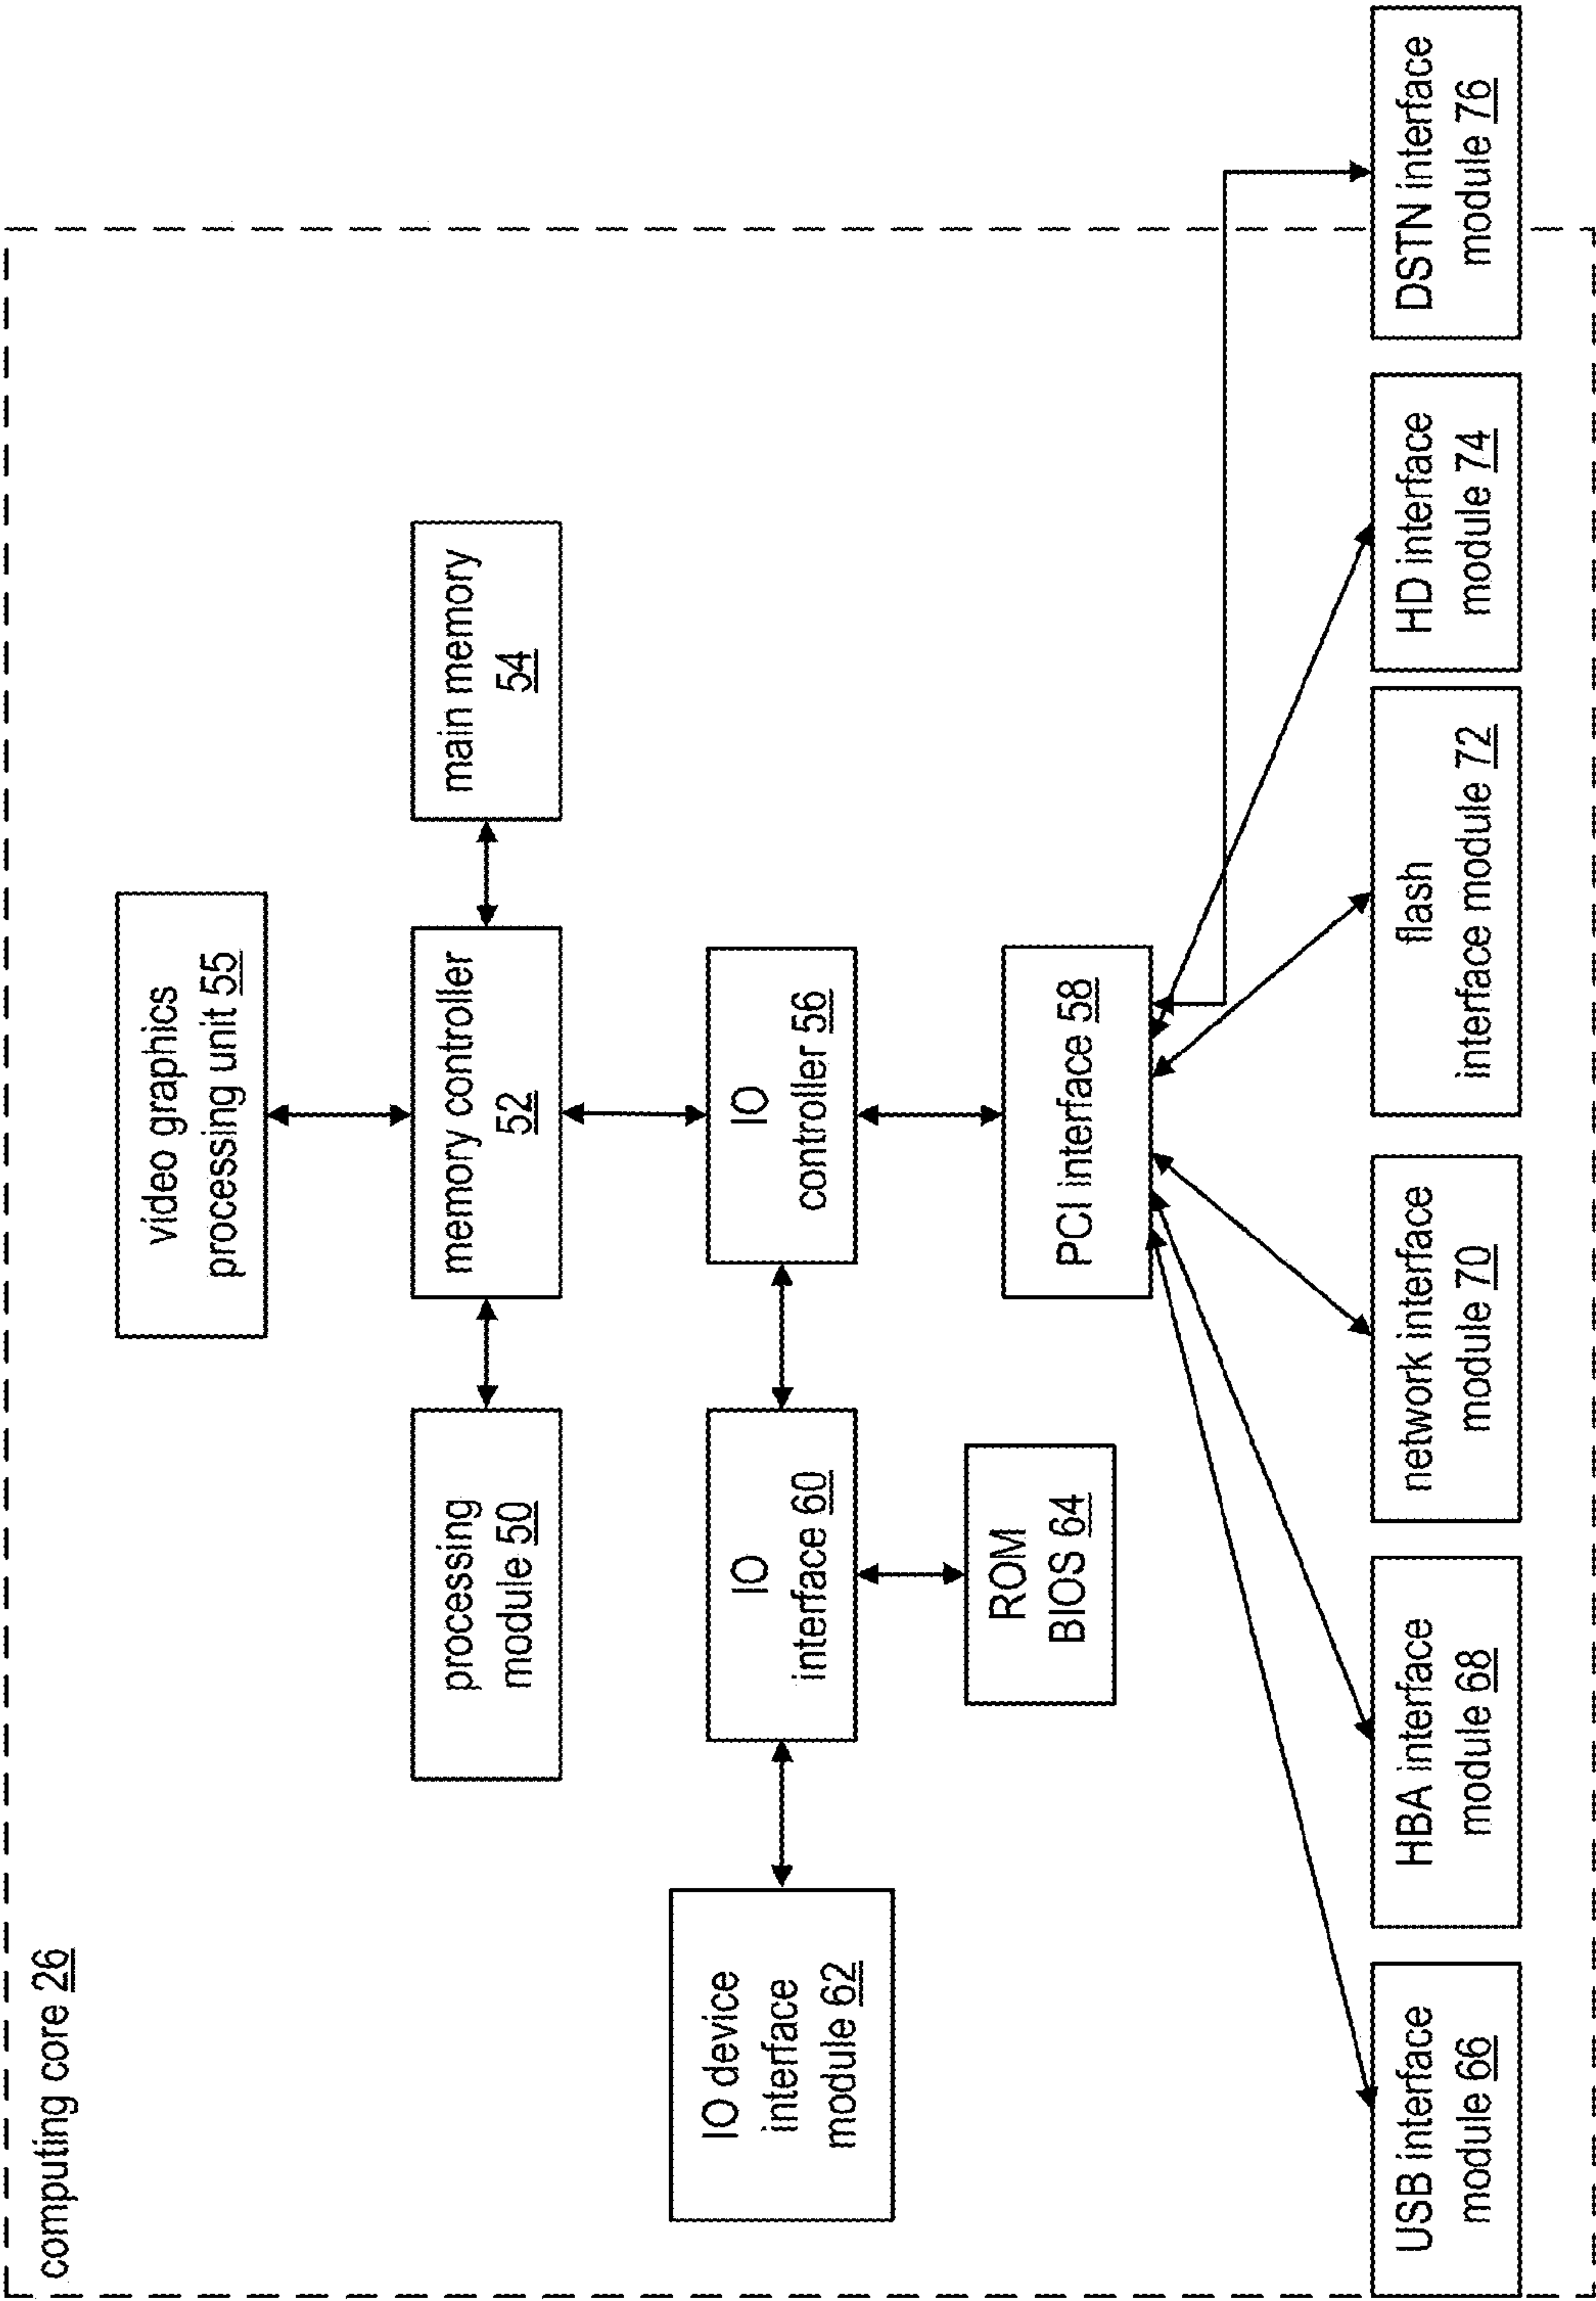 computing core 26
video graphics
processing unit 55
processing
module 50
memory controller
52
main memory
54
IO device
interface
module 62
IO
interface 60
IO
controller 56
ROM
BIOS 64
PCI interface 58
USB interface
module 66
HBA interface
module 68
network interface
module 70
flash
interface module 72
HD interface
module 74
DSTN interface
module 76